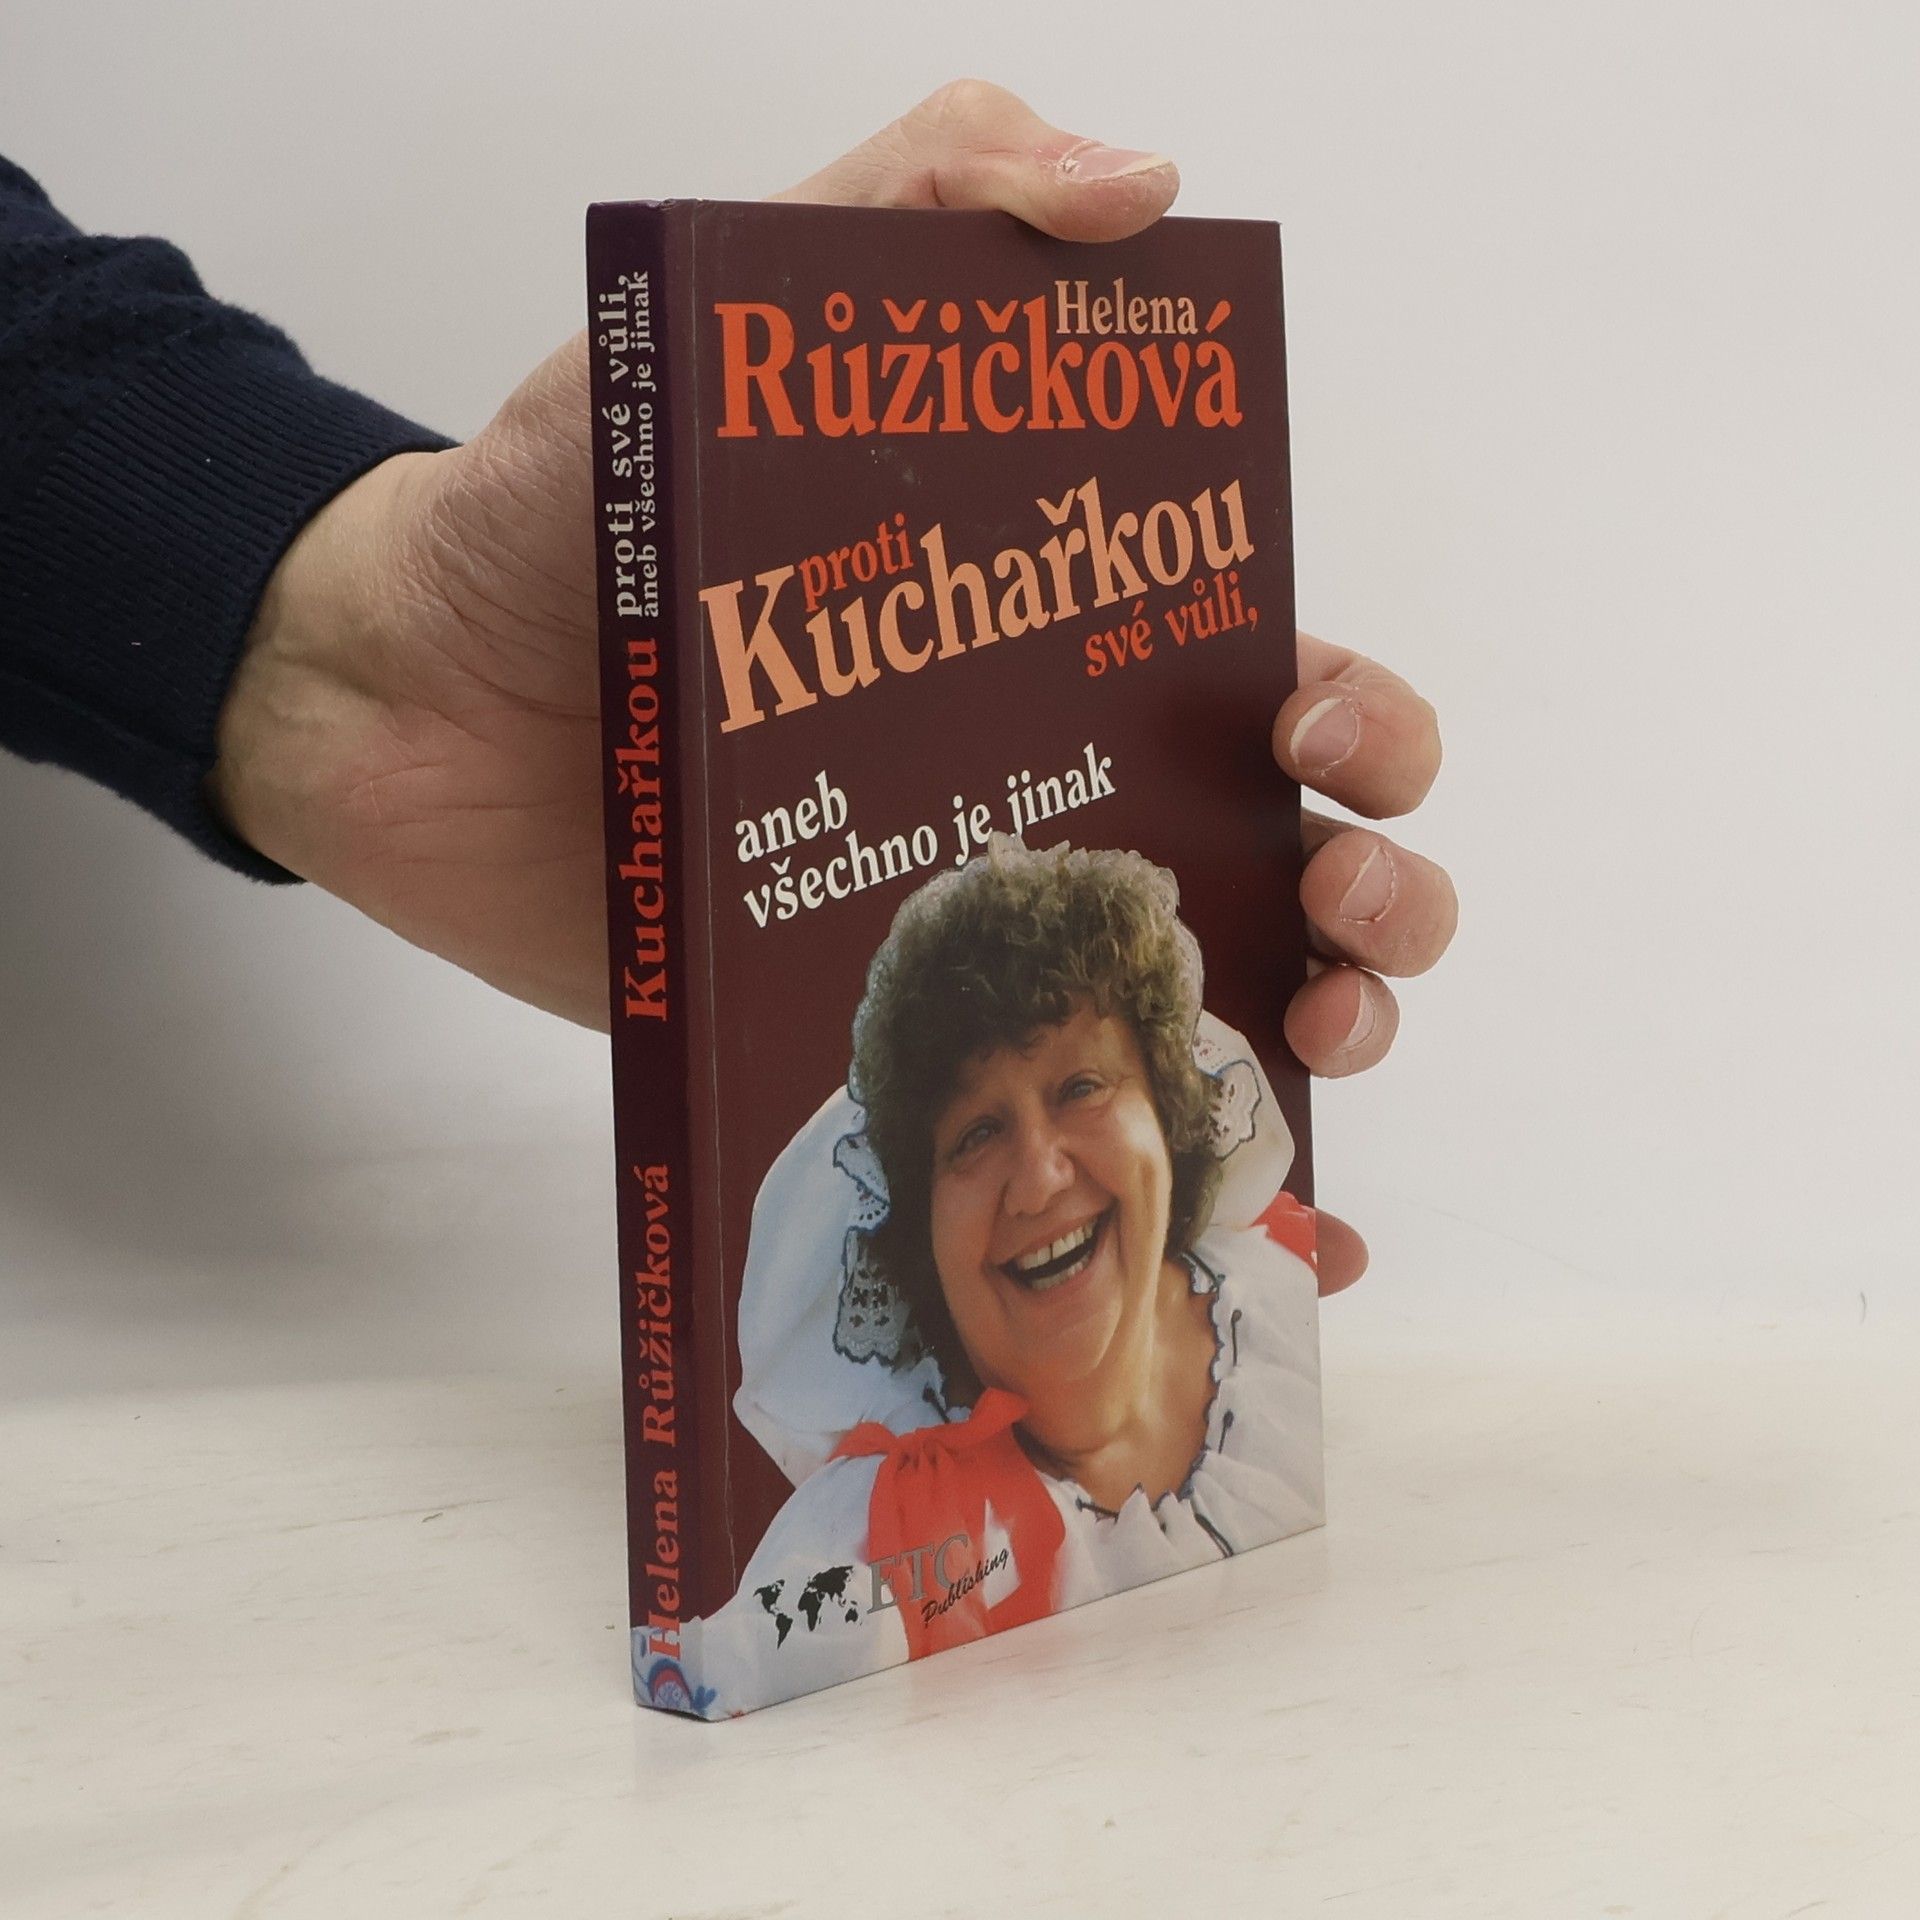 Helena
Růžičková
proti
Kuchařkou
své vůli,
aneb
všechno je jinak
ETC
Publishing
Helena Růžičková Kuchařkou proti své vůli,
aneb všechno je jinak